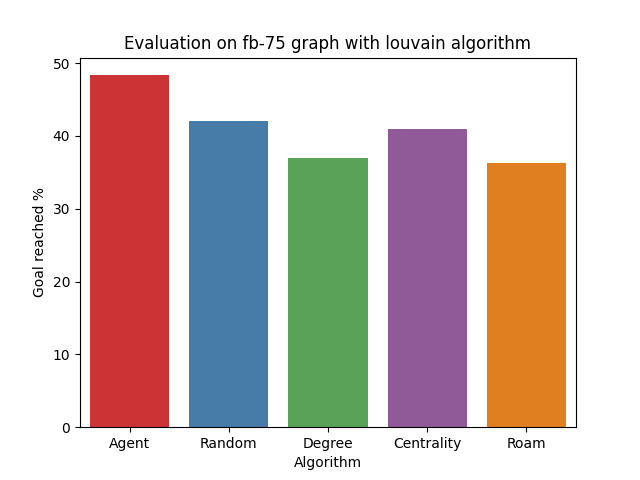 Evaluation on fb-75 graph with louvain algorithm
50
40
30
20
10
0
Goal reached %
Agent Random Degree Centrality Roam
Algorithm